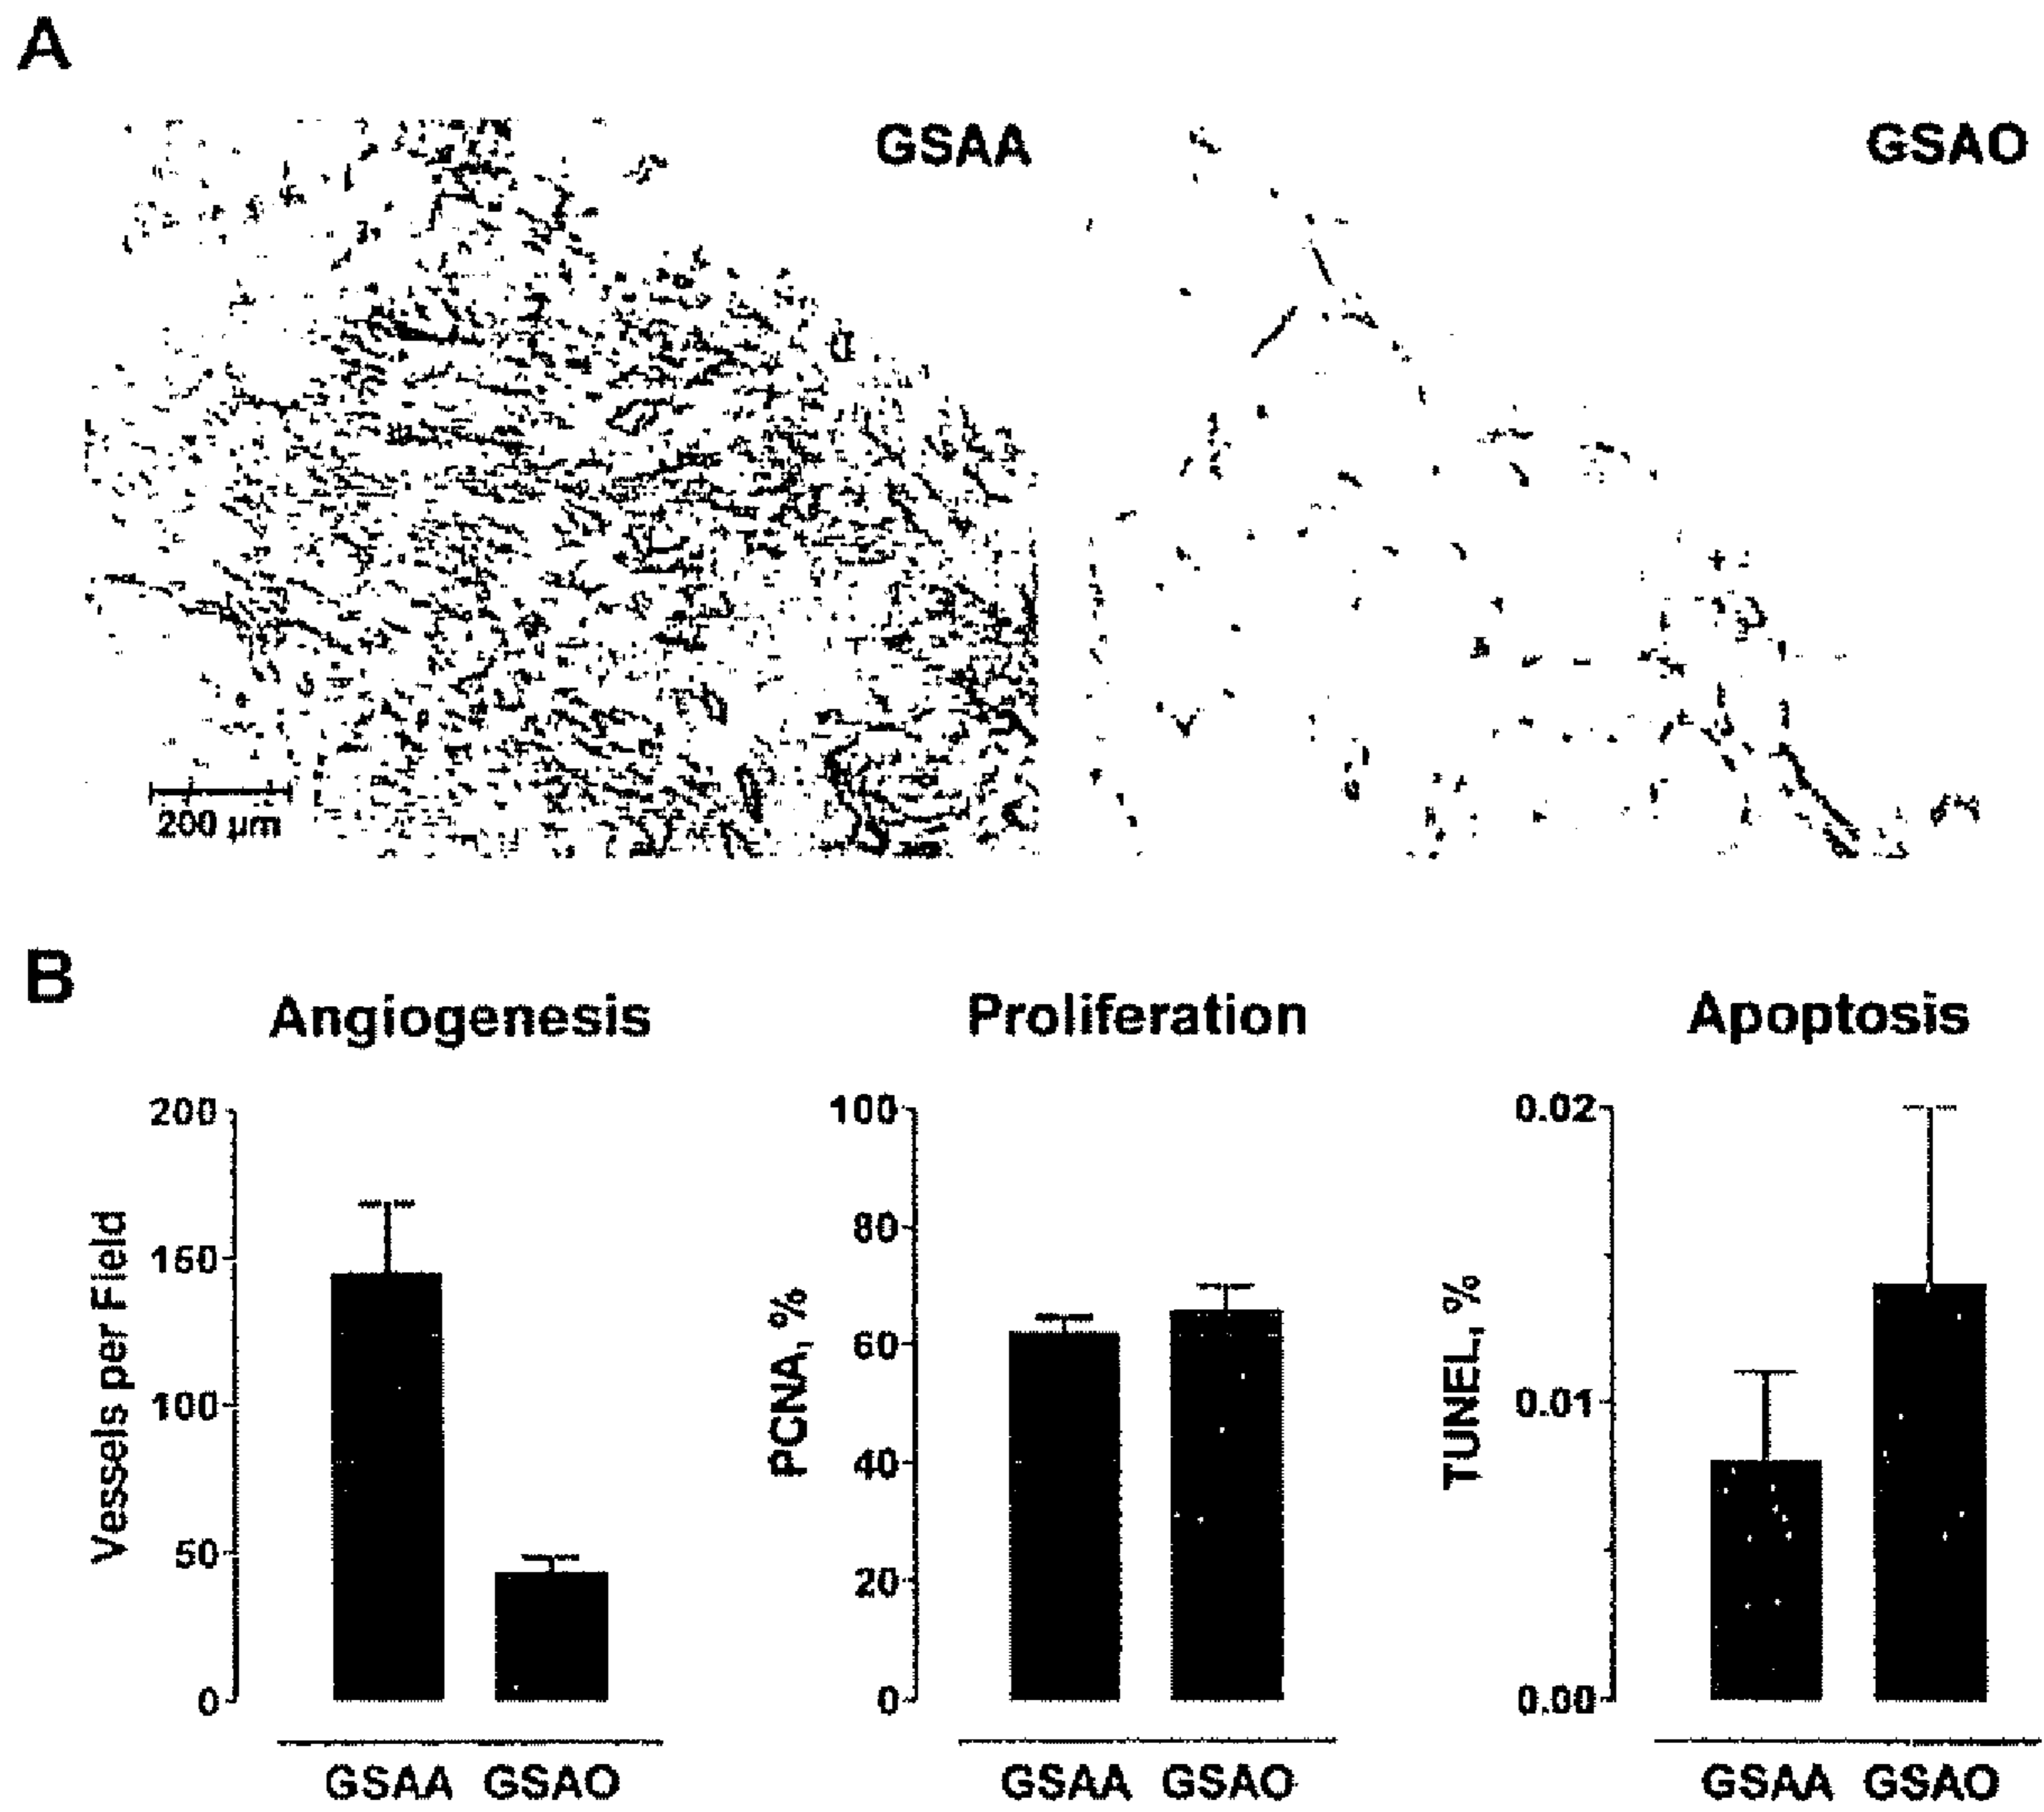 A
GSAA
GSAO
200 µm
B
Angiogenesis
Proliferation
Apoptosis
Vessels per Field
200
150
100
50
0
GSAA GSAO
PCNA, %
100
80
60
40
20
0
GSAA GSAO
TUNEL, %
0.02
0.01
0.00
GSAA GSAO